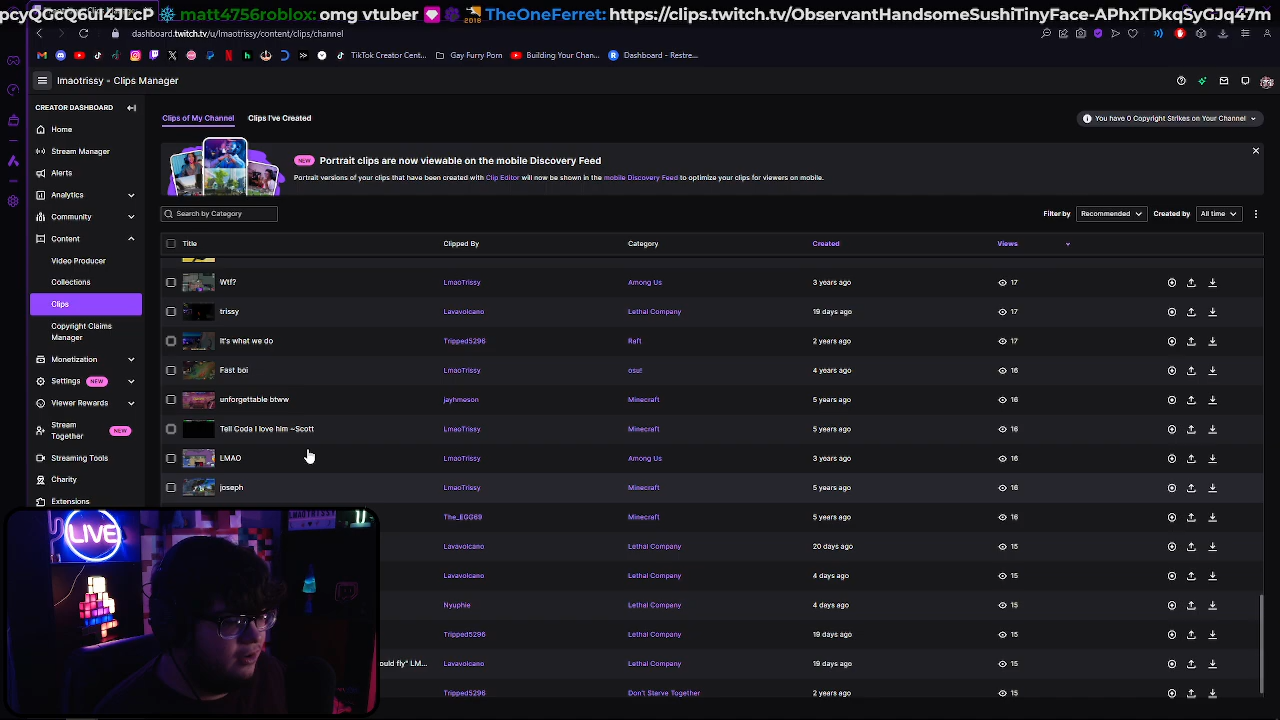 pcyQCQ6uf41tLcP matt4756roblox: omg vtuber 2018 TheOneFerret: https://clips.twitch.tv/ObservantHandsomeSushiTinyFace-APhxTDkqSyGJq47m
dashboard.twitch.tv/u/lmaotrissy/content/clips/channel
TikTok Creator Cent...
Gay Furry Porn
Building Your Chan...
Dashboard - Restre...
lmaotrissy - Clips Manager
CREATOR DASHBOARD
Home
Stream Manager
Alerts
Analytics
Community
Content
Video Producer
Collections
Clips
Copyright Claims
Manager
Monetization
Settings NEW
Viewer Rewards
Stream
Together NEW
Streaming Tools
Charity
Extensions
Clips of My Channel Clips I've Created
You have 0 Copyright Strikes on Your Channel
NEW Portrait clips are now viewable on the mobile Discovery Feed
Portrait versions of your clips that have been created with Clip Editor will now be shown in the mobile Discovery Feed to optimize your clips for viewers on mobile.
Search by Category
Filter by Recommended Created by All time
Title Clipped By Category Created Views
Wtf? LmaoTrissy Among Us 3 years ago 17
trissy Lavavolcano Lethal Company 19 days ago 17
It's what we do Tripped5296 Raft 2 years ago 17
Fast boi LmaoTrissy osu! 4 years ago 16
unforgettable btww jayhmeson Minecraft 5 years ago 16
Tell Coda I love him ~Scott LmaoTrissy Minecraft 5 years ago 16
LMAO LmaoTrissy Among Us 3 years ago 16
joseph LmaoTrissy Minecraft 5 years ago 16
The_EGG69 Minecraft 5 years ago 16
Lavavolcano Lethal Company 20 days ago 15
Lavavolcano Lethal Company 4 days ago 15
Nyuphie Lethal Company 4 days ago 15
Tripped5296 Lethal Company 19 days ago 15
ould fly" LM... Lavavolcano Lethal Company 19 days ago 15
Tripped5296 Don't Starve Together 2 years ago 15
LIVE
LMAOTRISSY